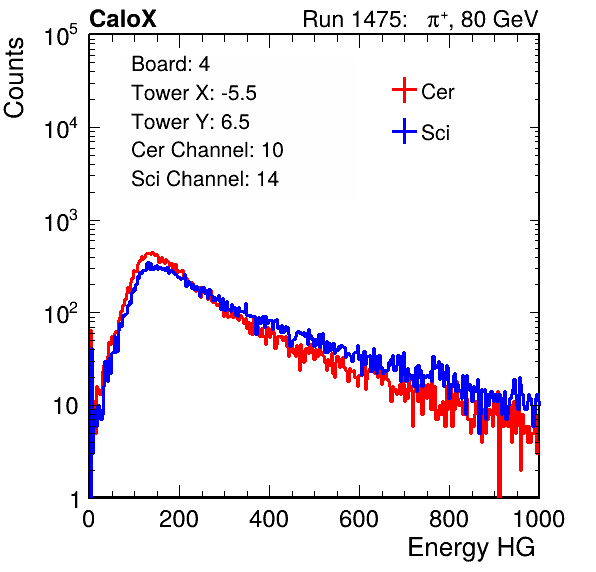 CaloX
Run 1475: π⁺, 80 GeV
Counts
10⁵
10⁴
10³
10²
10
1
Board: 4
Tower X: -5.5
Tower Y: 6.5
Cer Channel: 10
Sci Channel: 14
Cer
Sci
0 200 400 600 800 1000
Energy HG